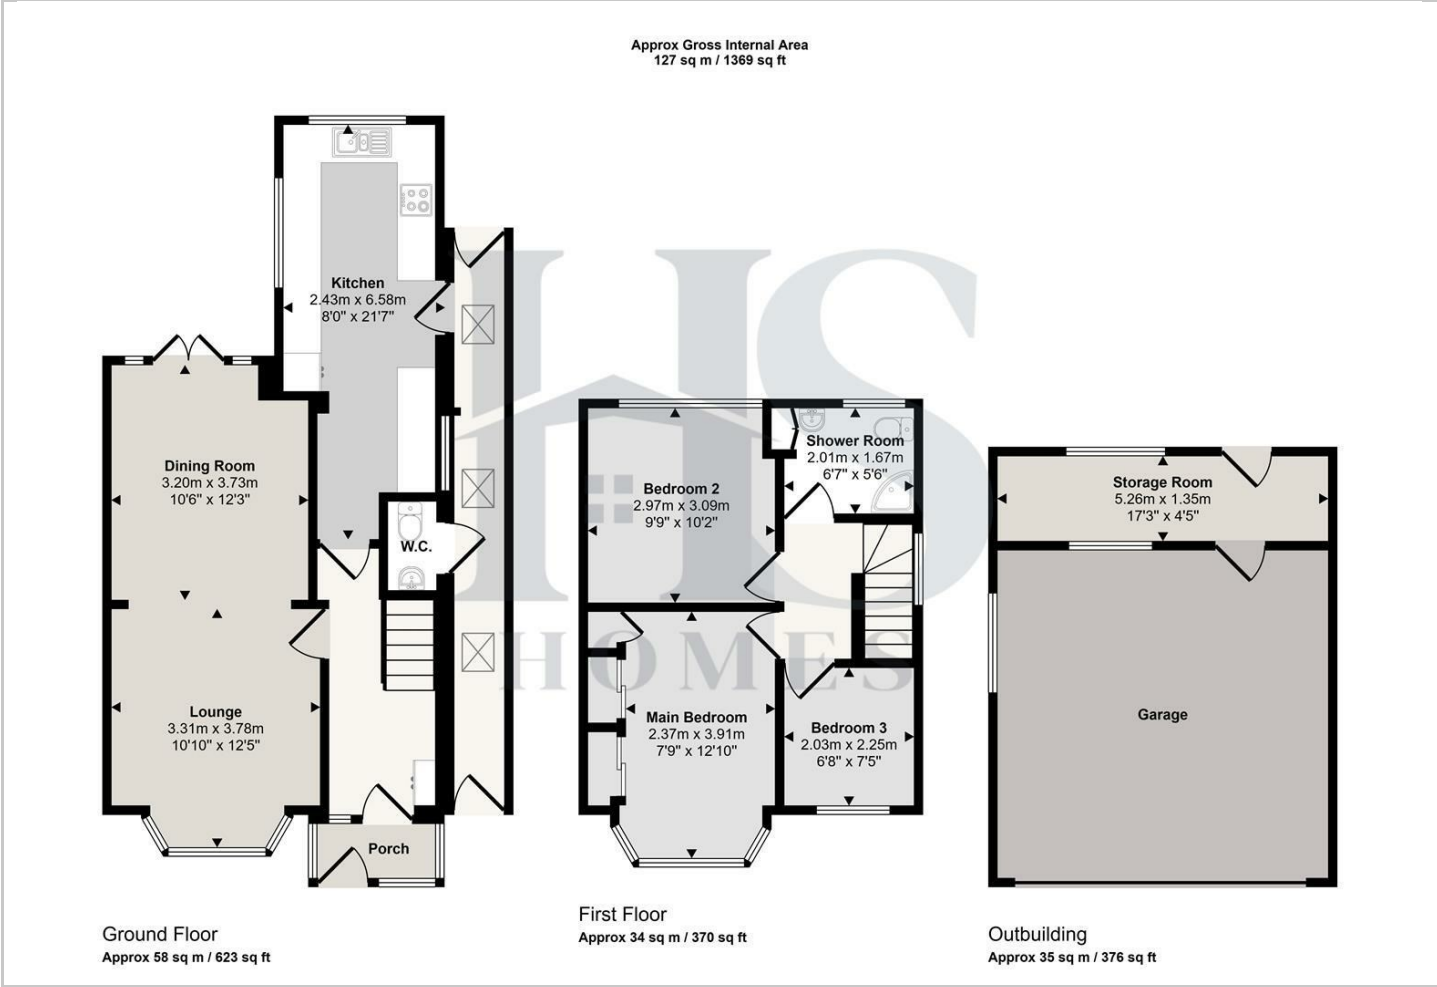 Approx Gross Internal Area
127 sq m / 1369 sq ft
Kitchen
2.43m x 6.58m
8'0" x 21'7"
Dining Room
3.20m x 3.73m
10'6" x 12'3"
W.C.
Lounge
3.31m x 3.78m
10'10" x 12'5"
Porch
Ground Floor
Approx 58 sq m / 623 sq ft
HS
HOMES
Bedroom 2
2.97m x 3.09m
9'9" x 10'2"
Shower Room
2.01m x 1.67m
6'7" x 5'6"
Main Bedroom
2.37m x 3.91m
7'9" x 12'10"
Bedroom 3
2.03m x 2.25m
6'8" x 7'5"
First Floor
Approx 34 sq m / 370 sq ft
Storage Room
5.26m x 1.35m
17'3" x 4'5"
Garage
Outbuilding
Approx 35 sq m / 376 sq ft